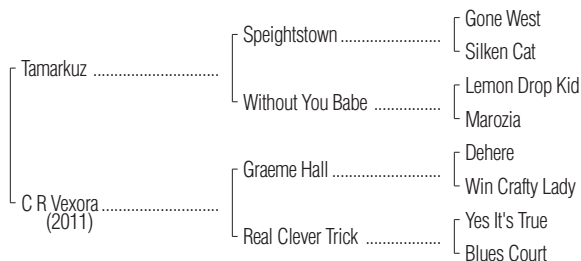 Gone West
Speightstown
Silken Cat
Tamarkuz
Lemon Drop Kid
Without You Babe
Marozia
Dehere
Graeme Hall
Win Crafty Lady
C R Vexora
(2011)
Yes It's True
Real Clever Trick
Blues Court